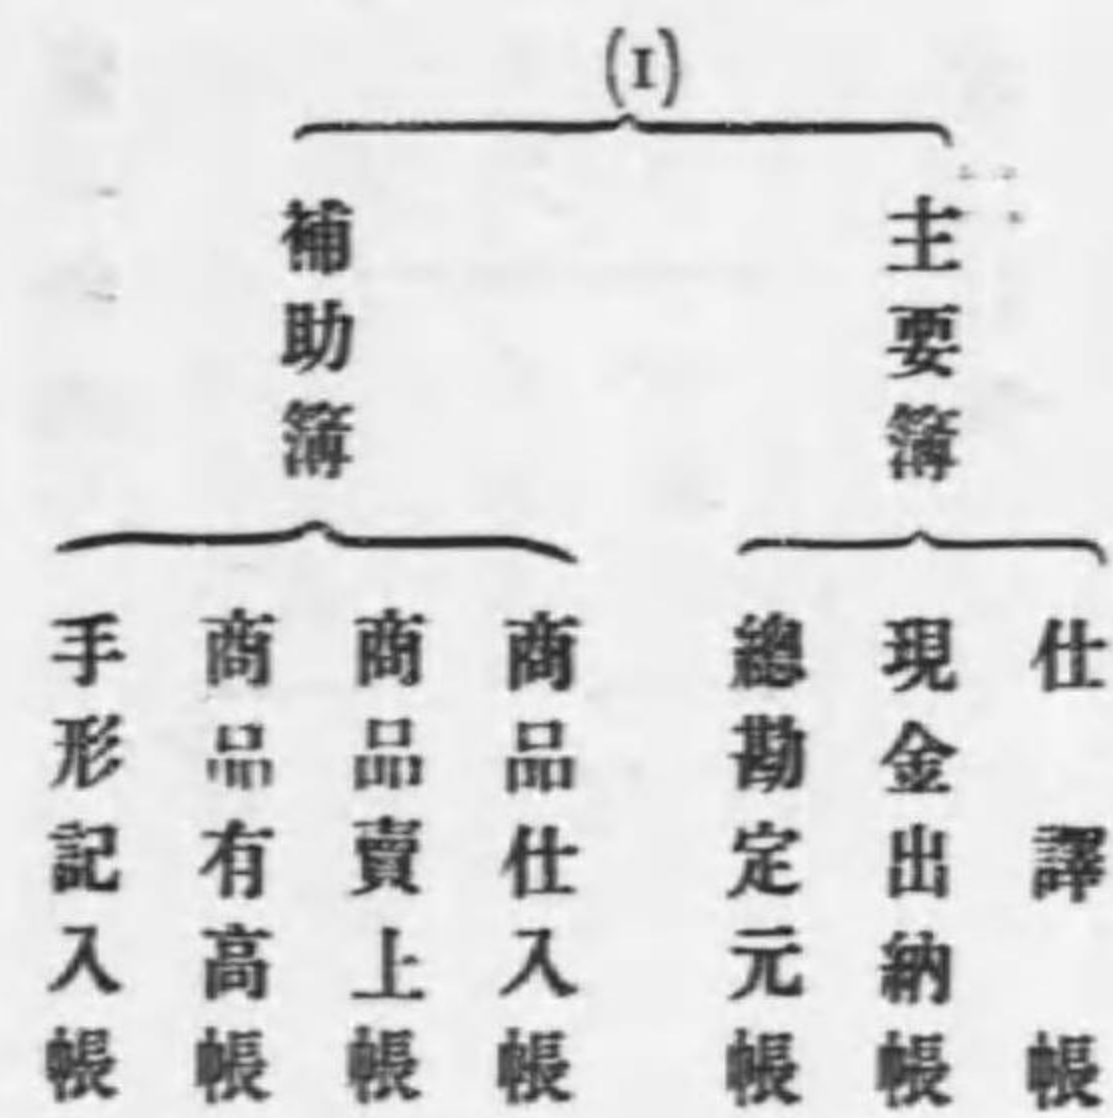 (I)
主要簿
仕譯帳
現金出納帳
總勘定元帳
補助簿
商品仕入帳
商品賣上帳
商品有高帳
手形記入帳